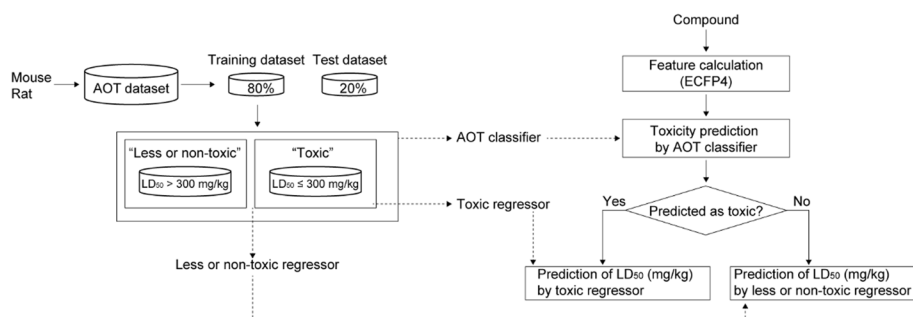 Mouse
Rat
AOT dataset
Training dataset
80%
Test dataset
20%
"Less or non-toxic"
LD₅₀ > 300 mg/kg
"Toxic"
LD₅₀ ≤ 300 mg/kg
AOT classifier
Toxic regressor
Less or non-toxic regressor
Compound
Feature calculation
(ECFP4)
Toxicity prediction
by AOT classifier
Predicted as toxic?
Yes
No
Prediction of LD₅₀ (mg/kg)
by toxic regressor
Prediction of LD₅₀ (mg/kg)
by less or non-toxic regressor